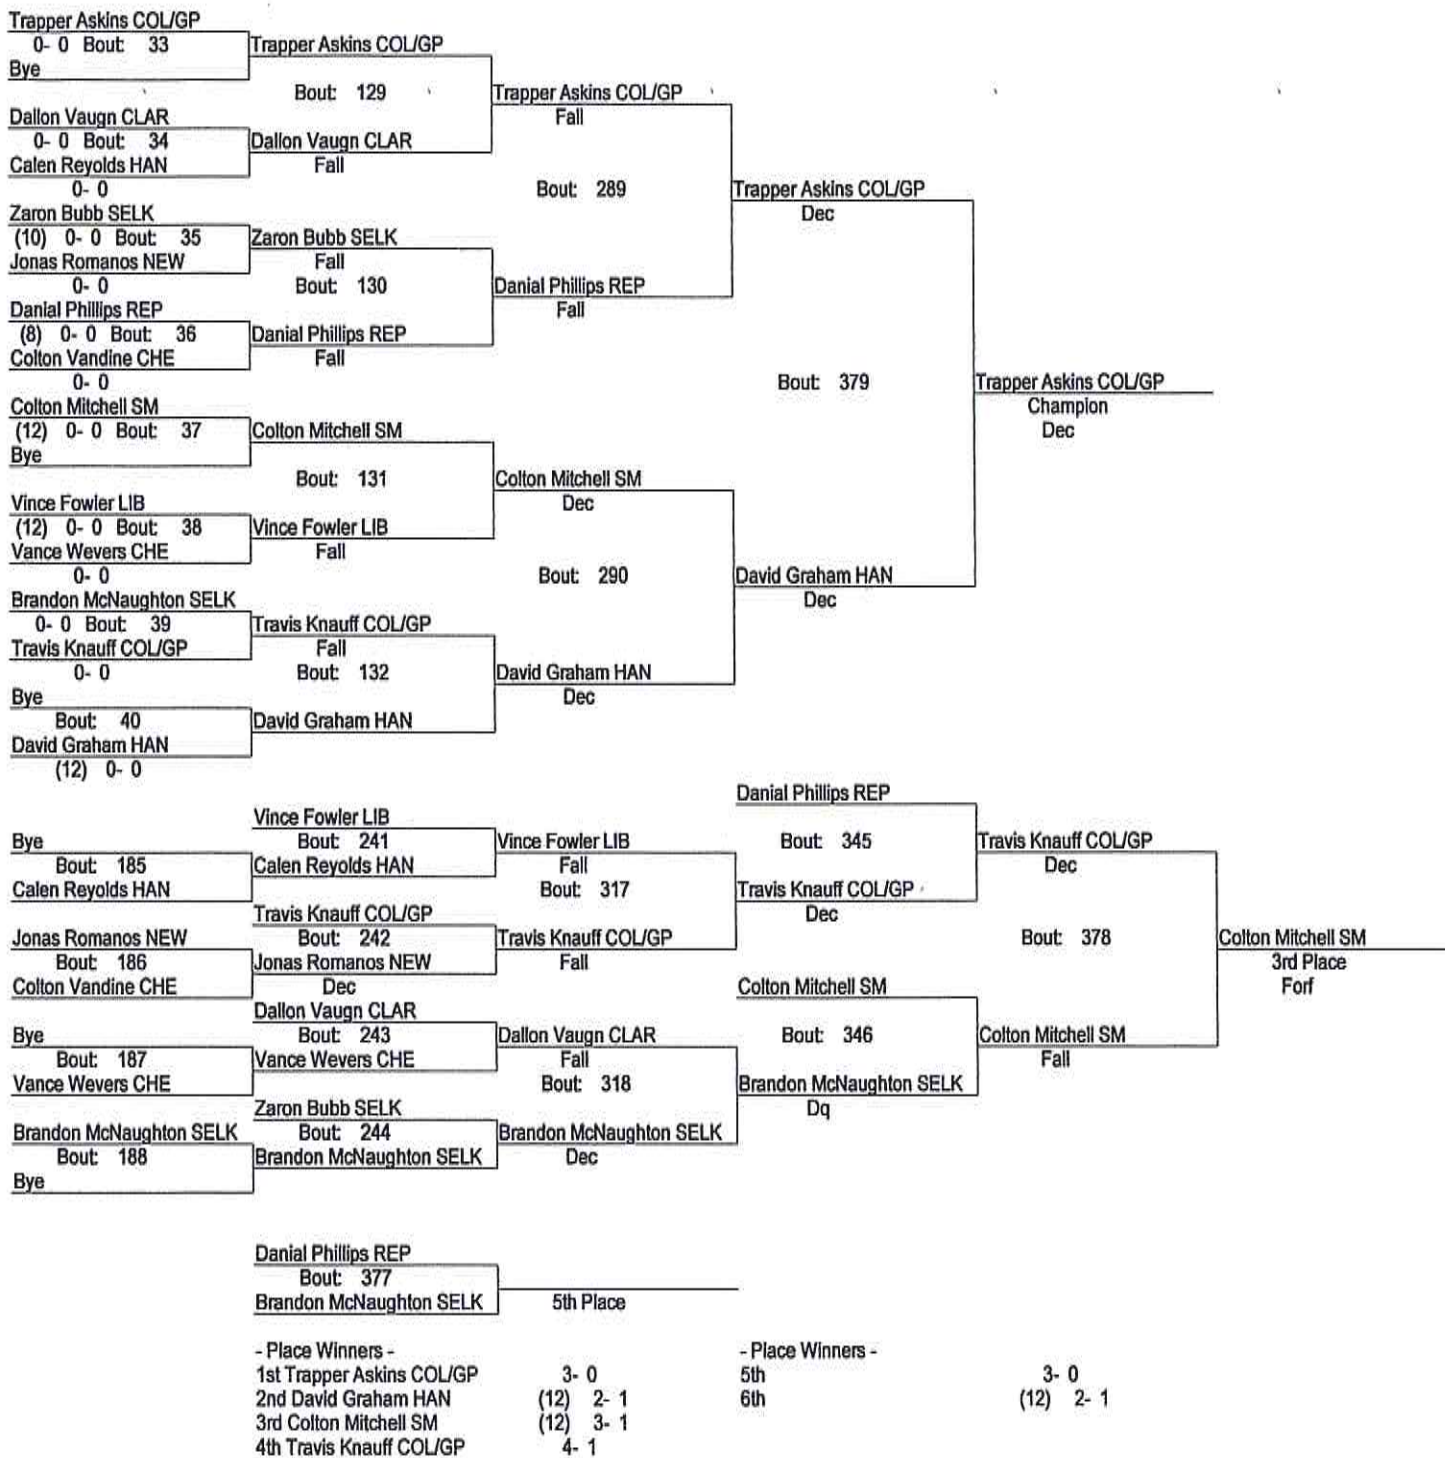 Trapper Askins COL/GP
0- 0 Bout: 33
Bye
Trapper Askins COL/GP
Bout: 129
Dallon Vaugn CLAR
0- 0 Bout: 34
Calen Reyolds HAN
0- 0
Dallon Vaugn CLAR
Fall
Trapper Askins COL/GP
Fall
Bout: 289
Zaron Bubb SELK
(10) 0- 0 Bout: 35
Jonas Romanos NEW
0- 0
Zaron Bubb SELK
Fall
Bout: 130
Danial Phillips REP
(8) 0- 0 Bout: 36
Colton Vandine CHE
0- 0
Danial Phillips REP
Fall
Danial Phillips REP
Fall
Trapper Askins COL/GP
Dec
Bout: 379
Trapper Askins COL/GP
Champion
Dec
Colton Mitchell SM
(12) 0- 0 Bout: 37
Bye
Colton Mitchell SM
Bout: 131
Vince Fowler LIB
(12) 0- 0 Bout: 38
Vance Wevers CHE
0- 0
Vince Fowler LIB
Fall
Colton Mitchell SM
Dec
Bout: 290
Brandon McNaughton SELK
0- 0 Bout: 39
Travis Knauff COL/GP
0- 0
Travis Knauff COL/GP
Fall
Bout: 132
Bye
Bout: 40
David Graham HAN
(12) 0- 0
David Graham HAN
David Graham HAN
Dec
David Graham HAN
Dec
Bye
Bout: 185
Calen Reyolds HAN
Vince Fowler LIB
Bout: 241
Calen Reyolds HAN
Vince Fowler LIB
Fall
Bout: 317
Jonas Romanos NEW
Bout: 186
Colton Vandine CHE
Travis Knauff COL/GP
Bout: 242
Jonas Romanos NEW
Dec
Travis Knauff COL/GP
Fall
Danial Phillips REP
Bout: 345
Travis Knauff COL/GP
Dec
Travis Knauff COL/GP
Dec
Bout: 378
Colton Mitchell SM
3rd Place
Forf
Bye
Bout: 187
Vance Wevers CHE
Dallon Vaugn CLAR
Bout: 243
Vance Wevers CHE
Dallon Vaugn CLAR
Fall
Bout: 318
Brandon McNaughton SELK
Bout: 188
Bye
Zaron Bubb SELK
Bout: 244
Brandon McNaughton SELK
Brandon McNaughton SELK
Dec
Colton Mitchell SM
Bout: 346
Brandon McNaughton SELK
Dq
Colton Mitchell SM
Fall
Danial Phillips REP
Bout: 377
Brandon McNaughton SELK
5th Place
- Place Winners -
1st Trapper Askins COL/GP 3- 0
2nd David Graham HAN (12) 2- 1
3rd Colton Mitchell SM (12) 3- 1
4th Travis Knauff COL/GP 4- 1
- Place Winners -
5th 3- 0
6th (12) 2- 1